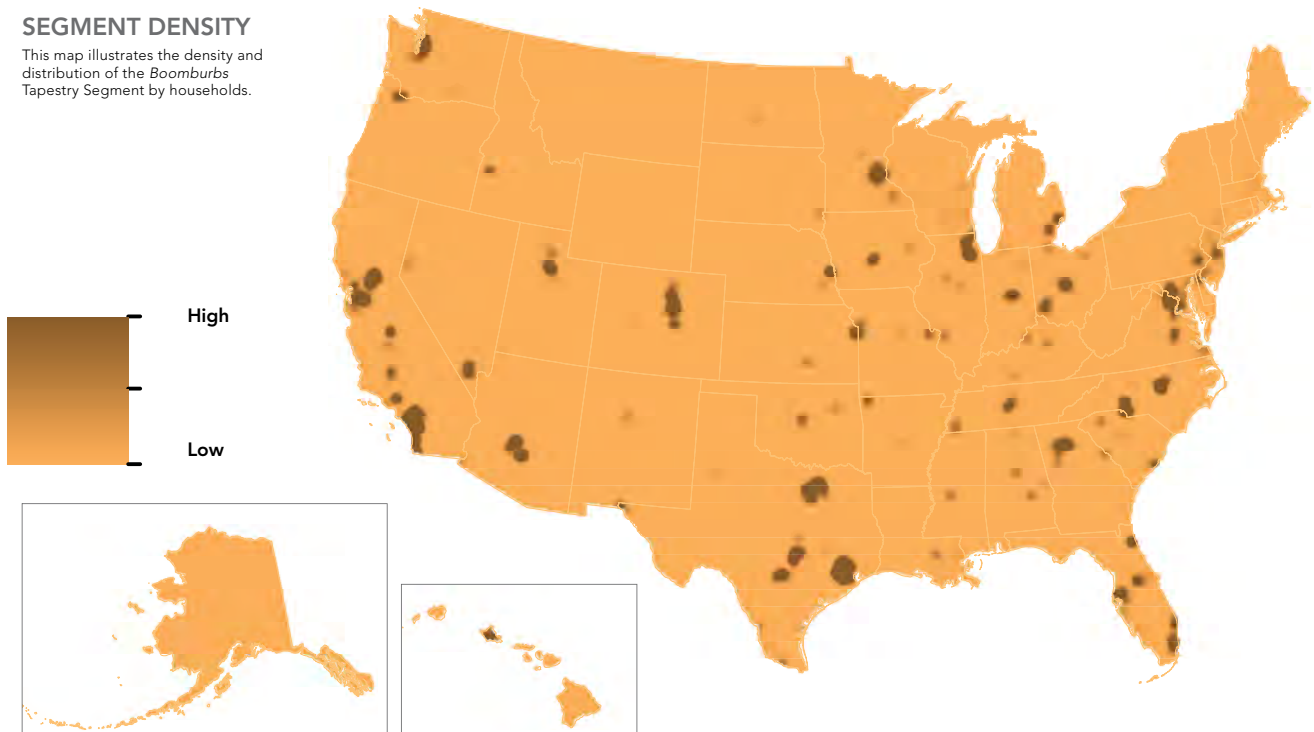 SEGMENT DENSITY
This map illustrates the density and
distribution of the Boomburbs
Tapestry Segment by households.
High
Low